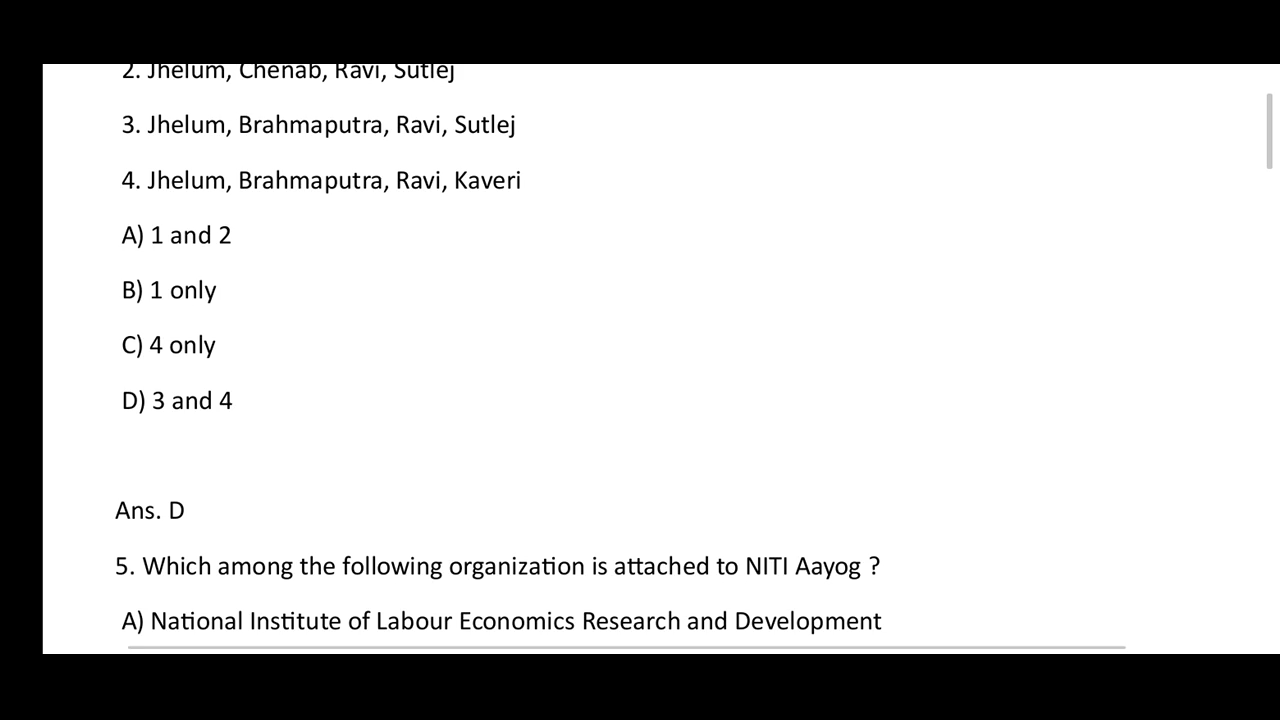 2. Jhelum, Chenab, Ravi, Sutlej
3. Jhelum, Brahmaputra, Ravi, Sutlej
4. Jhelum, Brahmaputra, Ravi, Kaveri
A) 1 and 2
B) 1 only
C) 4 only
D) 3 and 4
Ans. D
5. Which among the following organization is attached to NITI Aayog ?
A) National Institute of Labour Economics Research and Development